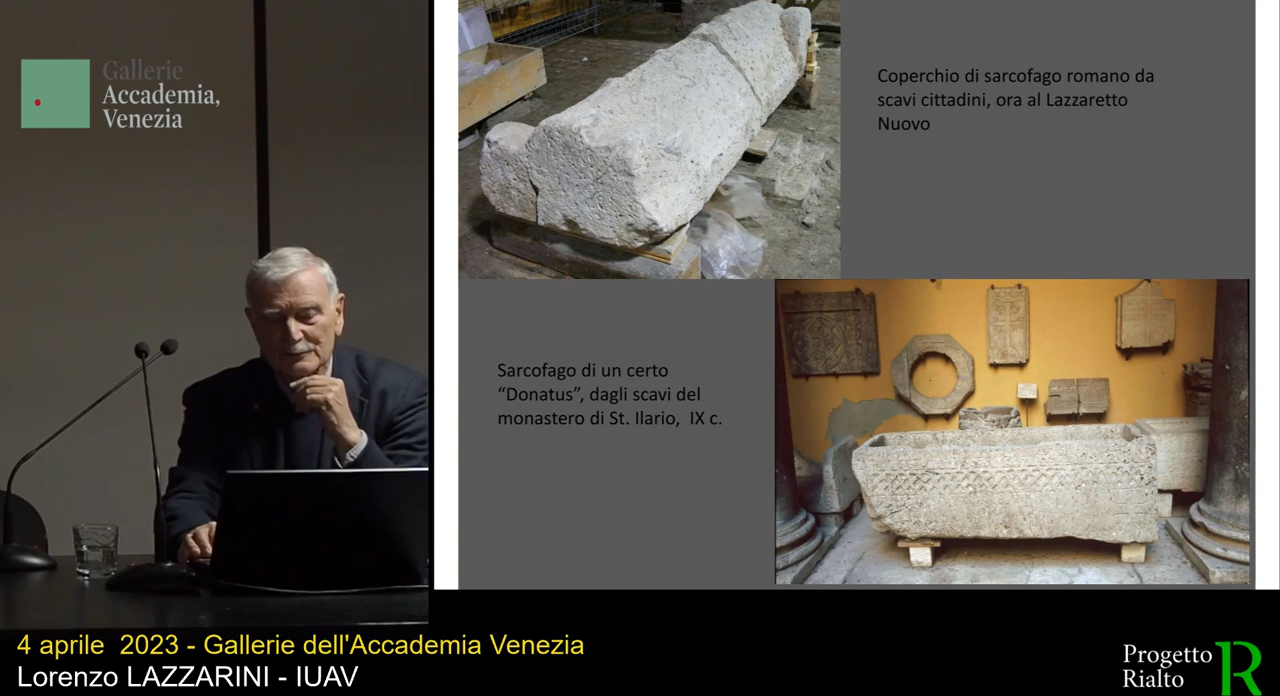 Gallerie
Accademia,
Venezia
Coperchio di sarcofago romano da
scavi cittadini, ora al Lazzaretto
Nuovo
Sarcofago di un certo
“Donatus”, dagli scavi del
monastero di St. Ilario,  IX c.
4 aprile  2023 - Gallerie dell'Accademia Venezia
Lorenzo LAZZARINI - IUAV
Progetto
Rialto
R